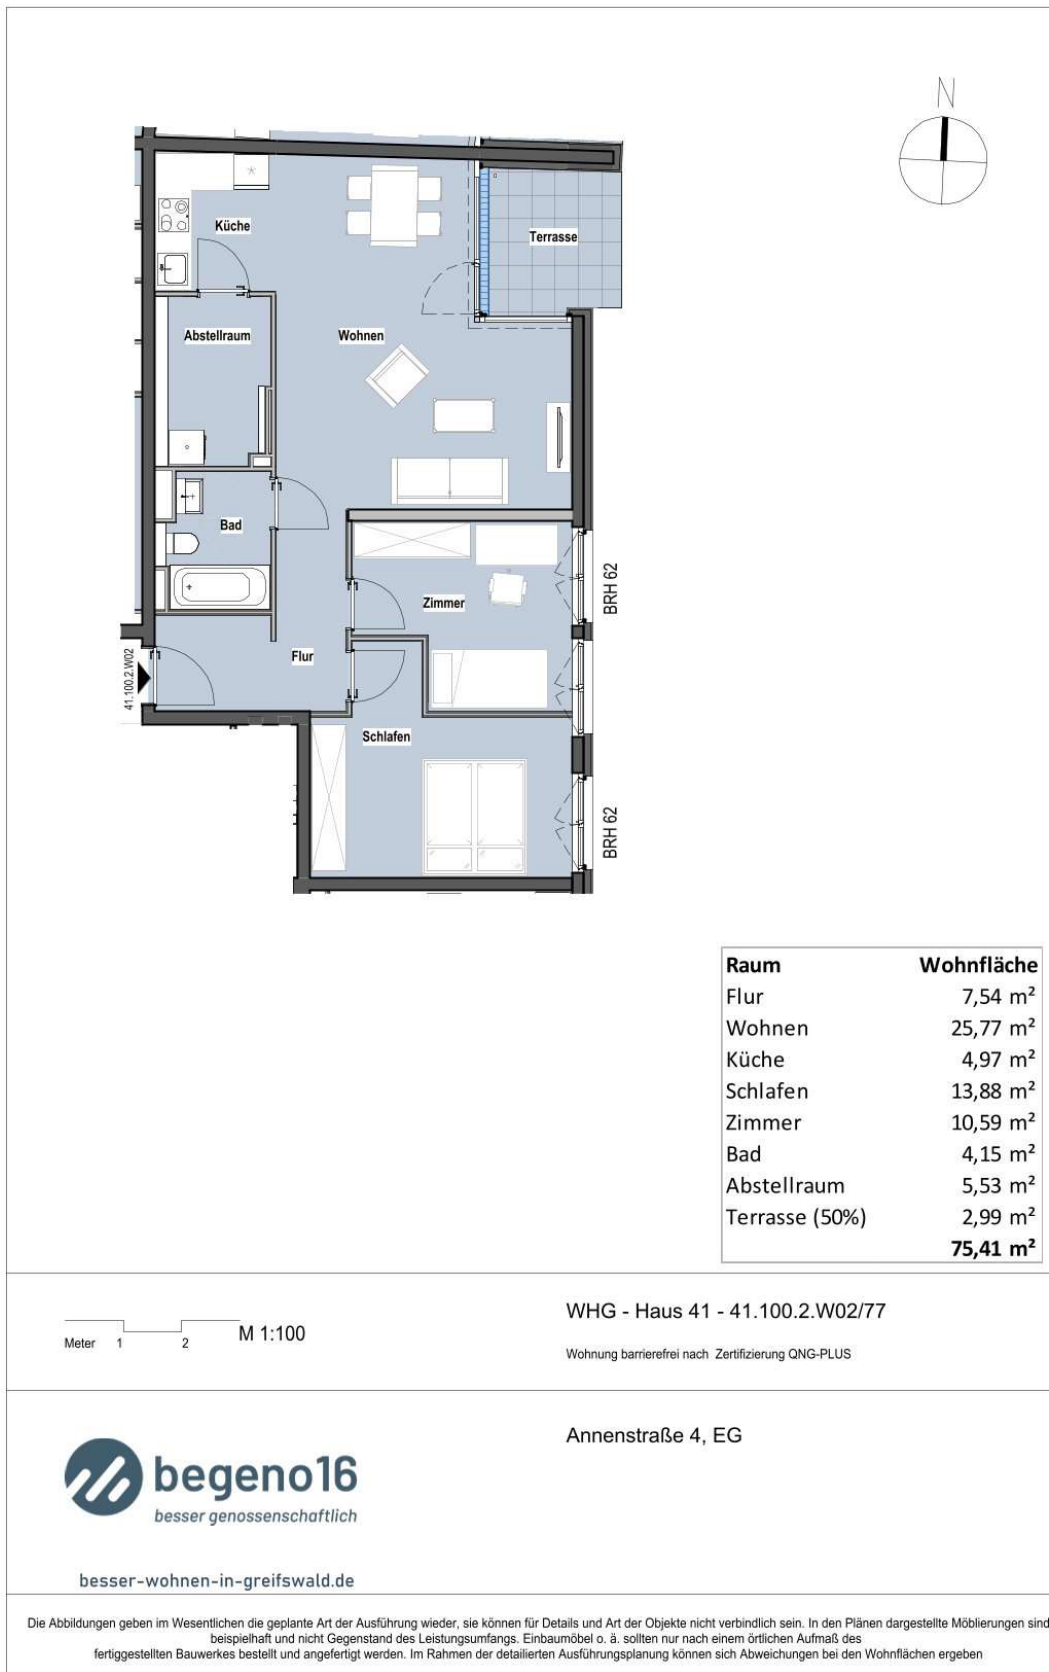 N
Küche
Terrasse
Abstellraum
Wohnen
Bad
BRH 62
Zimmer
Flur
41.100.2.W02
Schlafen
BRH 62
Raum Wohnfläche
Flur 7,54 m²
Wohnen 25,77 m²
Küche 4,97 m²
Schlafen 13,88 m²
Zimmer 10,59 m²
Bad 4,15 m²
Abstellraum 5,53 m²
Terrasse (50%) 2,99 m²
75,41 m²
Meter 1 2 M 1:100
WHG - Haus 41 - 41.100.2.W02/77
Wohnung barrierefrei nach Zertifizierung QNG-PLUS
Annenstraße 4, EG
begeno16
besser genossenschaftlich
besser-wohnen-in-greifswald.de
Die Abbildungen geben im Wesentlichen die geplante Art der Ausführung wieder, sie können für Details und Art der Objekte nicht verbindlich sein. In den Plänen dargestellte Möblierungen sind
beispielhaft und nicht Gegenstand des Leistungsumfangs. Einbaumöbel o. ä. sollten nur nach einem örtlichen Aufmaß des
fertiggestellten Bauwerkes bestellt und angefertigt werden. Im Rahmen der detailierten Ausführungsplanung können sich Abweichungen bei den Wohnflächen ergeben